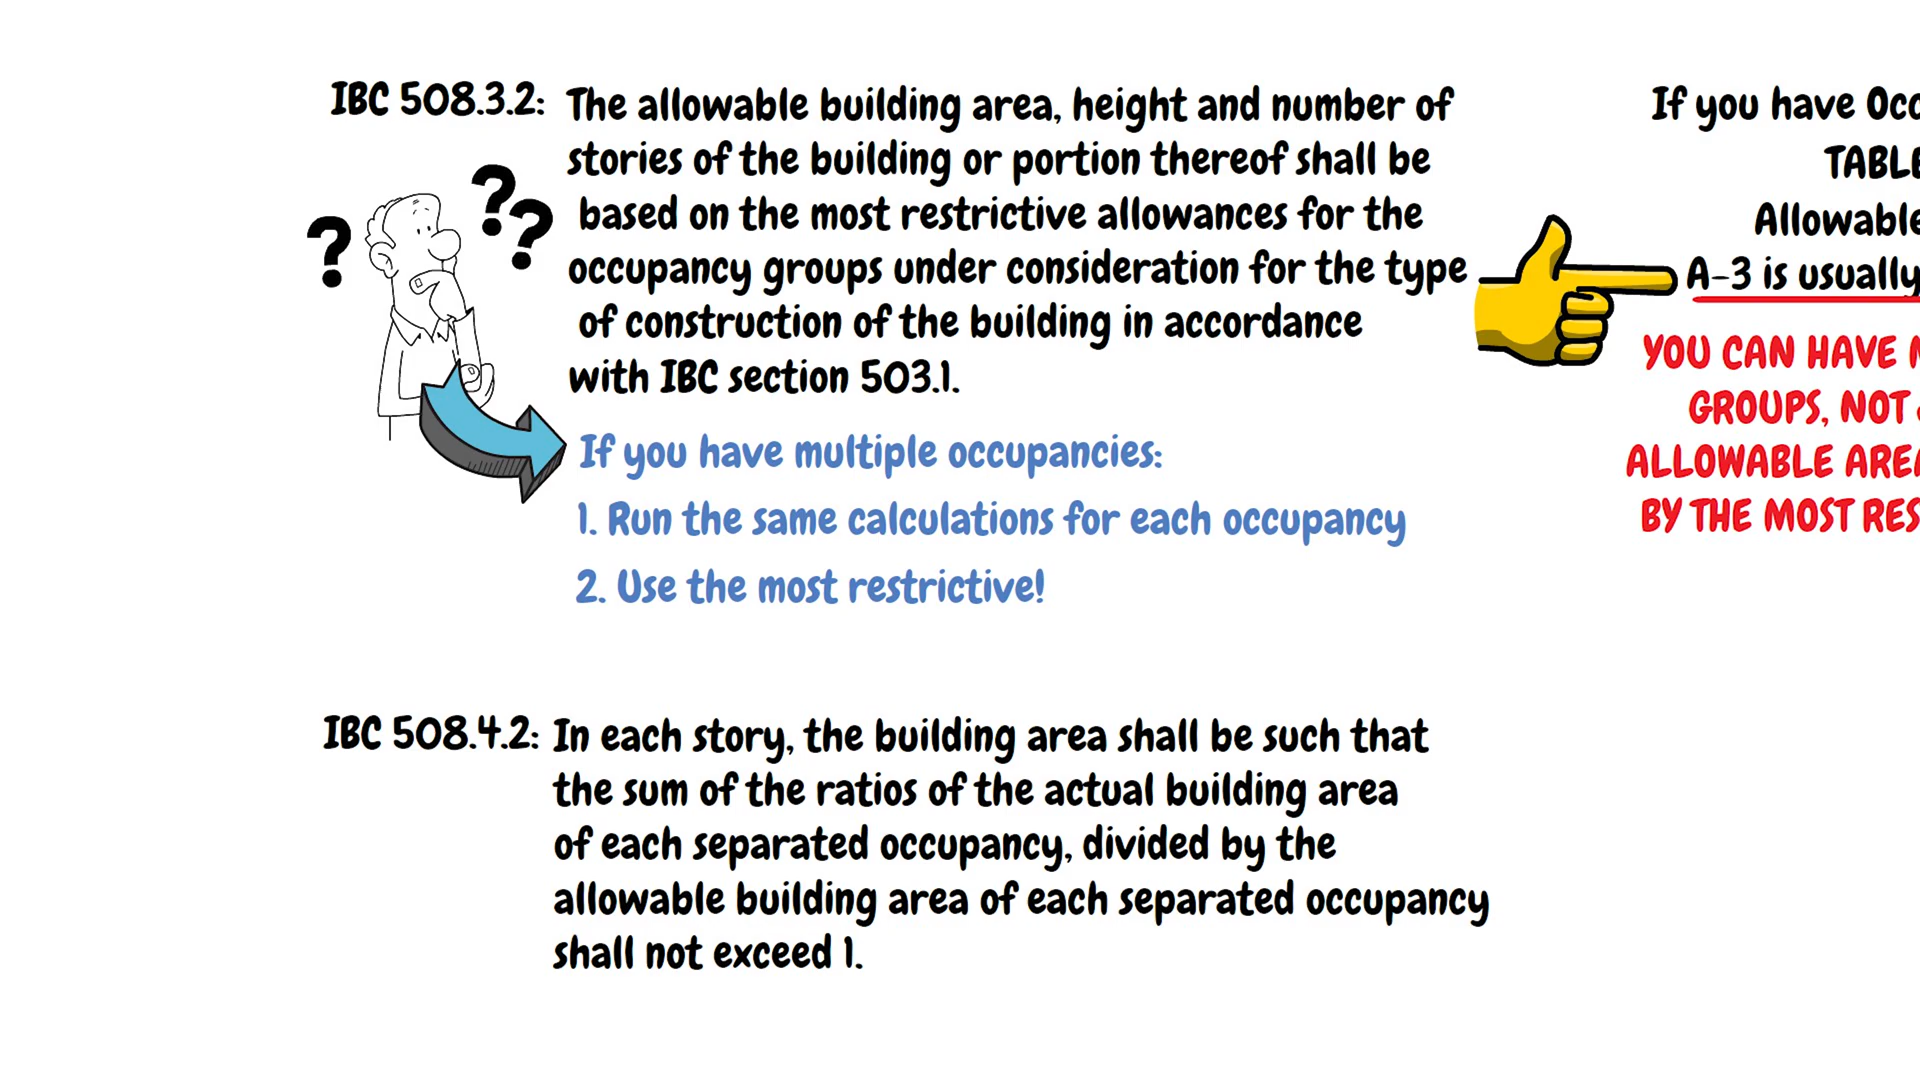 IBC 508.3.2: The allowable building area, height and number of
stories of the building or portion thereof shall be
based on the most restrictive allowances for the
occupancy groups under consideration for the type
of construction of the building in accordance
with IBC section 503.1.
? ? ?
If you have multiple occupancies:
1. Run the same calculations for each occupancy
2. Use the most restrictive!
IBC 508.4.2: In each story, the building area shall be such that
the sum of the ratios of the actual building area
of each separated occupancy, divided by the
allowable building area of each separated occupancy
shall not exceed 1.
If you have
TABLE
Allowable
A-3 is usually
YOU CAN HAVE
GROUPS, NOT
ALLOWABLE
BY THE MOST